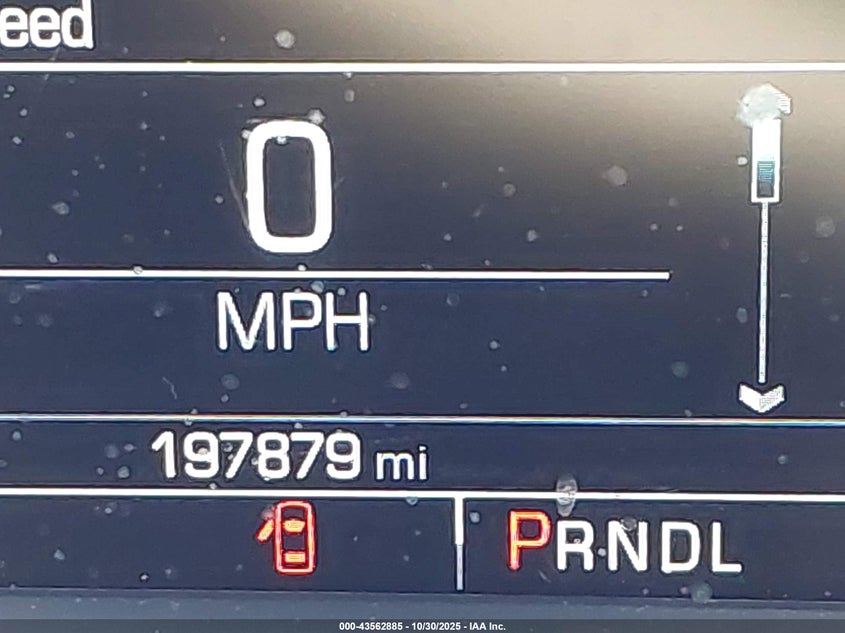 eed
0
MPH
197879 mi
PRNDL
000-43562885 - 10/30/2025 - IAA Inc.